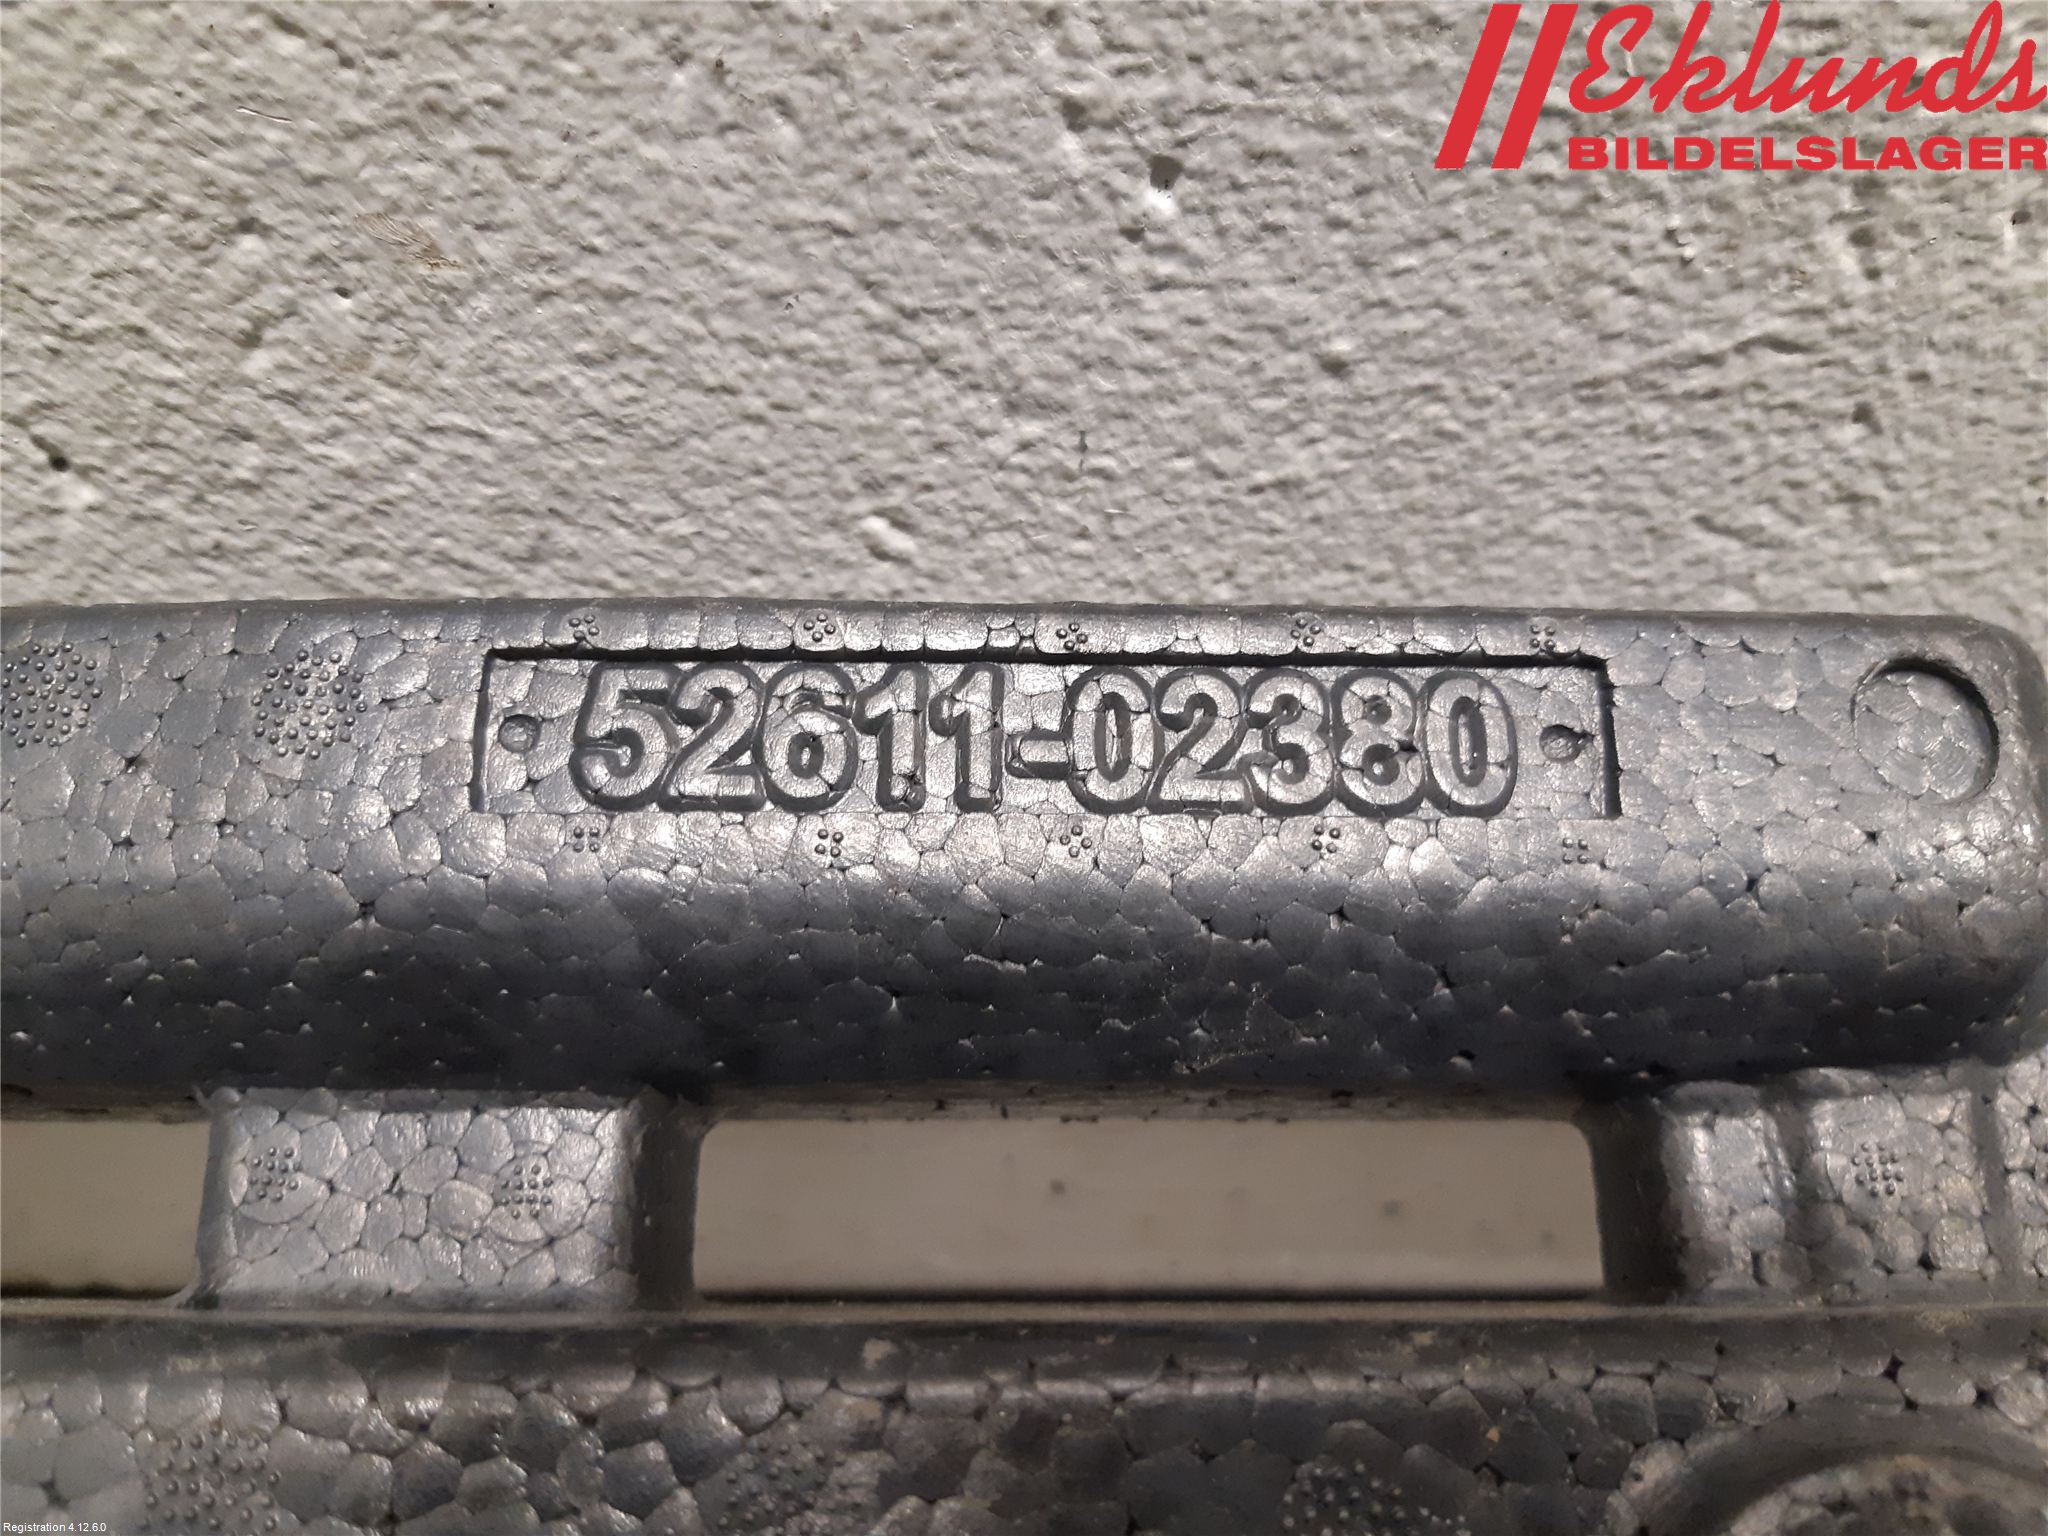 Eklunds
BILDELSLAGER
52611-02380
Registration 4.12.6.0